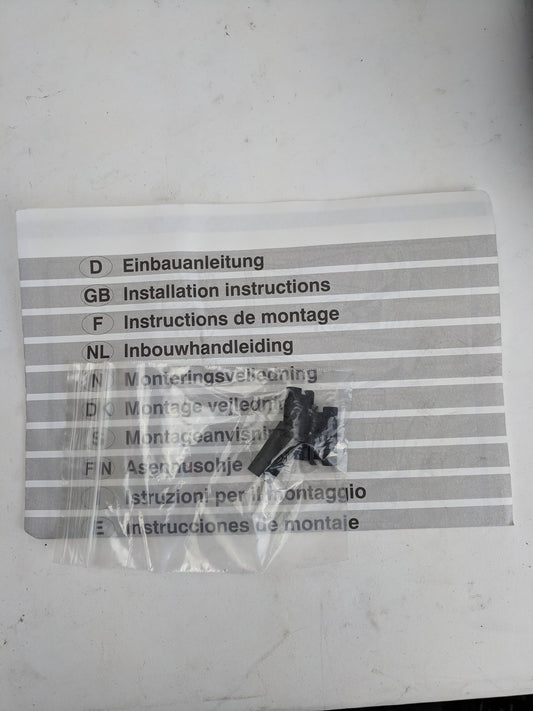 D Einbauanleitung
GB Installation instructions
F Instructions de montage
NL Inbouwhandleiding
N Monteringsveiledning
DK Montage
S
FIN Asennusohje
Istruzioni per il montaggio
E Instrucciones de montaje